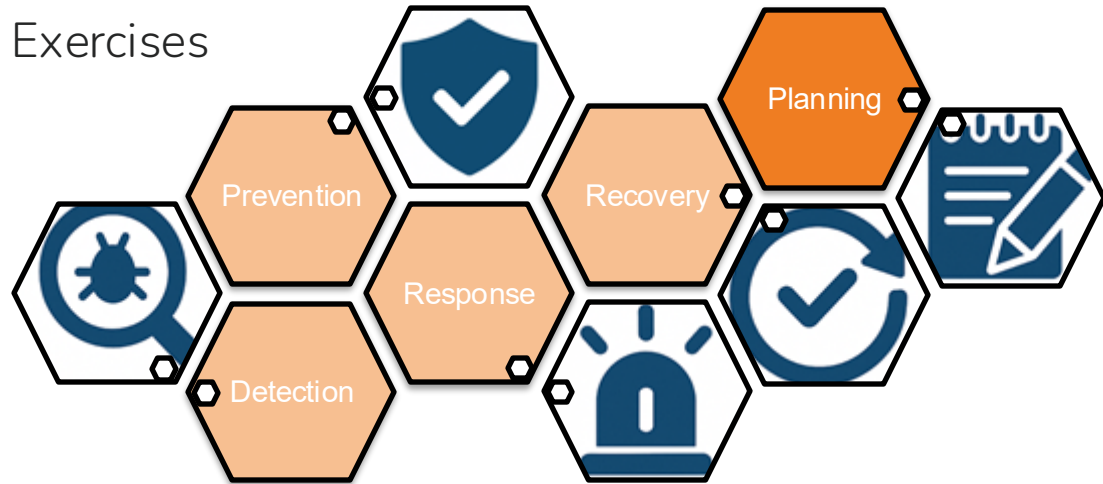 Exercises
Planning
Prevention
Recovery
Response
Detection